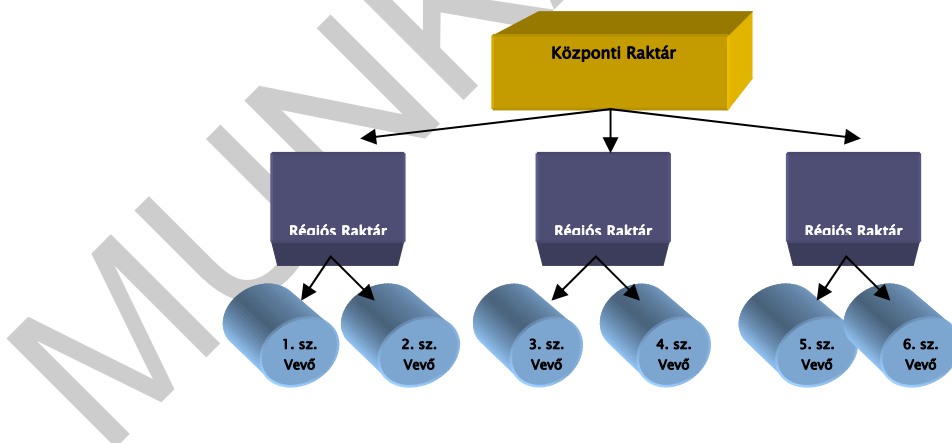 MUNKA
Központi Raktár
Régiós Raktár
Régiós Raktár
Régiós Raktár
1. sz.
Vevő
2. sz.
Vevő
3. sz.
Vevő
4. sz.
Vevő
5. sz.
Vevő
6. sz.
Vevő